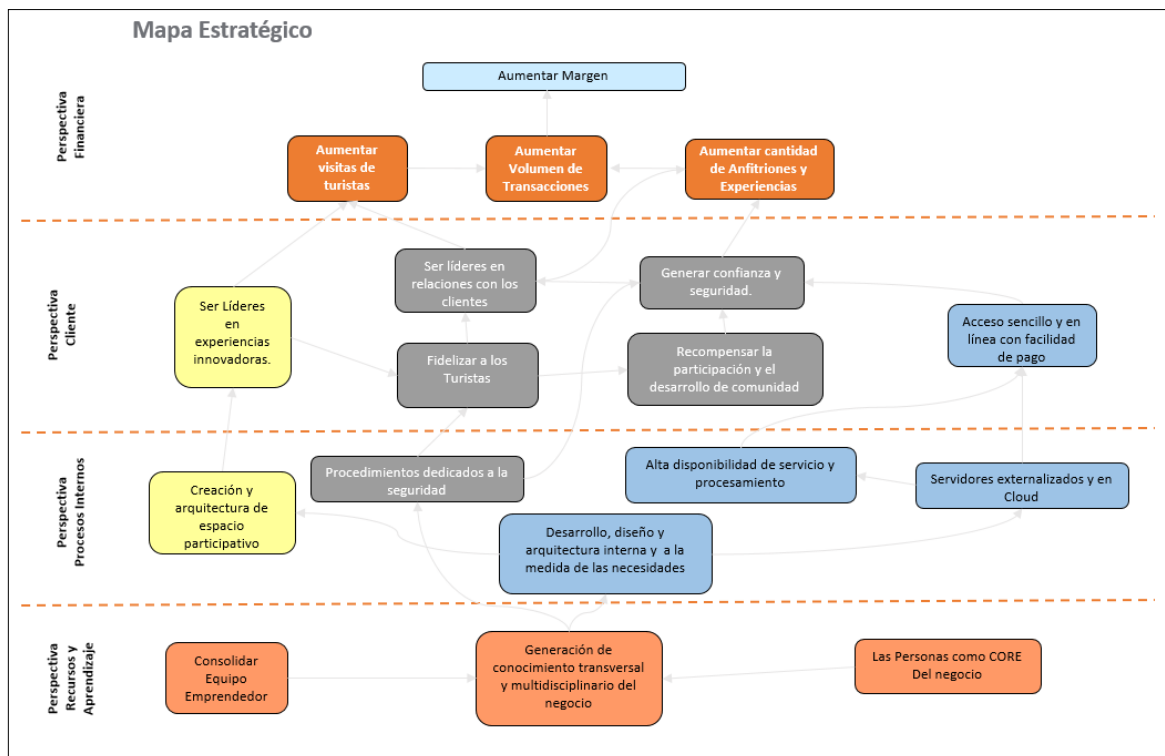 Mapa Estratégico
Perspectiva
Financiera
Aumentar Margen
Aumentar
visitas de
turistas
Aumentar
Volumen de
Transacciones
Aumentar cantidad
de Anfitriones y
Experiencias
Perspectiva
Cliente
Ser Líderes
en
experiencias
innovadoras.
Ser líderes en
relaciones con los
clientes
Generar confianza y
seguridad.
Acceso sencillo y en
línea con facilidad
de pago
Fidelizar a los
Turistas
Recompensar la
participación y el
desarrollo de comunidad
Perspectiva
Procesos Internos
Creación y
arquitectura de
espacio
participativo
Procedimientos dedicados a la
seguridad
Alta disponibilidad de servicio y
procesamiento
Servidores externalizados y en
Cloud
Desarrollo, diseño y
arquitectura interna y  a la
medida de las necesidades
Perspectiva
Recursos y
Aprendizaje
Consolidar
Equipo
Emprendedor
Generación de
conocimiento transversal
y multidisciplinario del
negocio
Las Personas como CORE
Del negocio